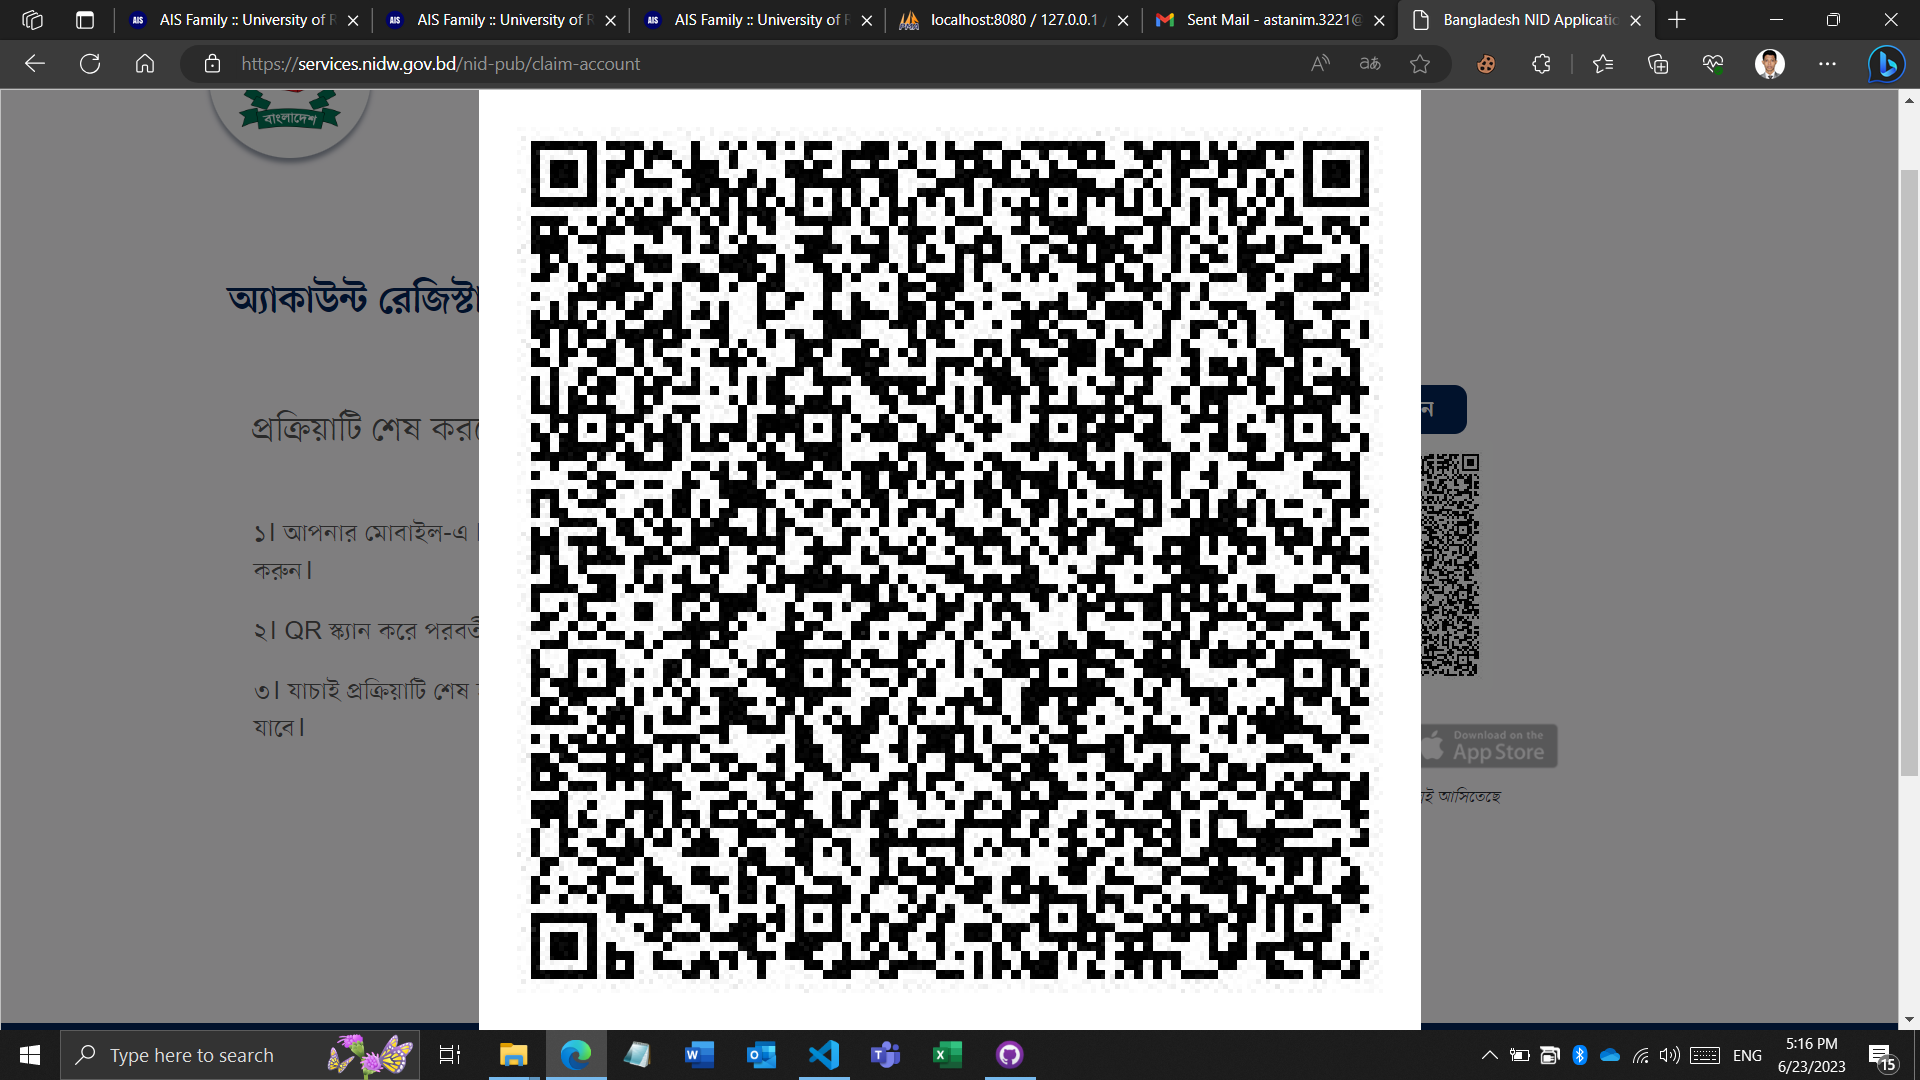 AIS Family :: University of R
AIS Family :: University of R
AIS Family :: University of R
localhost:8080 / 127.0.0.1 /
Sent Mail - astanim.3221@
Bangladesh NID Applicatio
https://services.nidw.gov.bd/nid-pub/claim-account
বাংলাদেশ
অ্যাকাউন্ট রেজিস্টা
ন
প্রক্রিয়াটি শেষ করতে
১। আপনার মোবাইল-এ
করুন।
২। QR স্ক্যান করে পরবর্তী
৩। যাচাই প্রক্রিয়াটি শেষ
যাবে।
Download on the
App Store
ই আসিতেছে
Type here to search
ENG
5:16 PM
6/23/2023
15